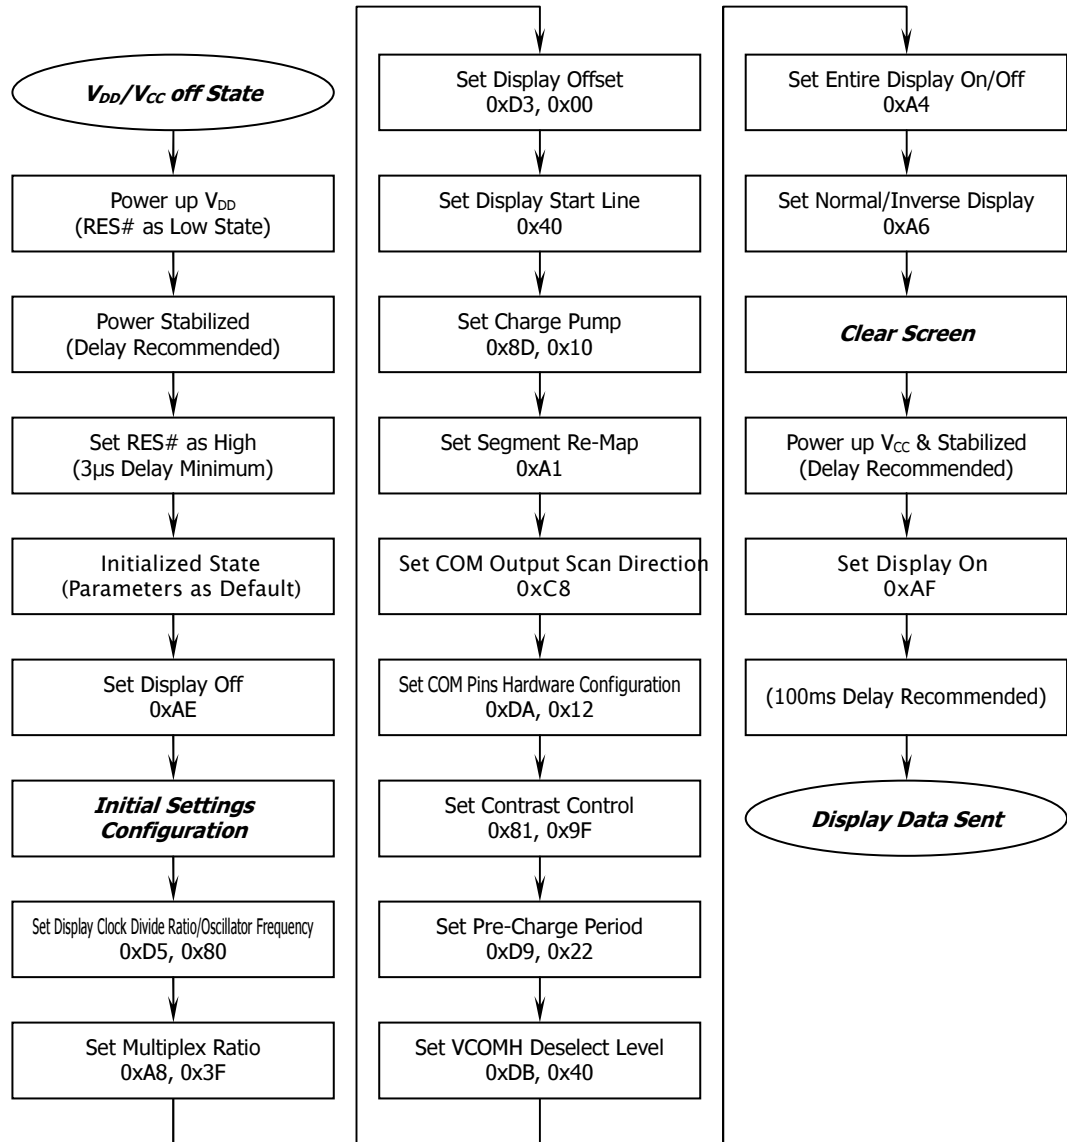 V_DD/V_CC off State
Power up V_DD
(RES# as Low State)
Power Stabilized
(Delay Recommended)
Set RES# as High
(3μs Delay Minimum)
Initialized State
(Parameters as Default)
Set Display Off
0xAE
Initial Settings
Configuration
Set Display Clock Divide Ratio/Oscillator Frequency
0xD5, 0x80
Set Multiplex Ratio
0xA8, 0x3F
Set Display Offset
0xD3, 0x00
Set Display Start Line
0x40
Set Charge Pump
0x8D, 0x10
Set Segment Re-Map
0xA1
Set COM Output Scan Direction
0xC8
Set COM Pins Hardware Configuration
0xDA, 0x12
Set Contrast Control
0x81, 0x9F
Set Pre-Charge Period
0xD9, 0x22
Set VCOMH Deselect Level
0xDB, 0x40
Set Entire Display On/Off
0xA4
Set Normal/Inverse Display
0xA6
Clear Screen
Power up V_CC & Stabilized
(Delay Recommended)
Set Display On
0xAF
(100ms Delay Recommended)
Display Data Sent